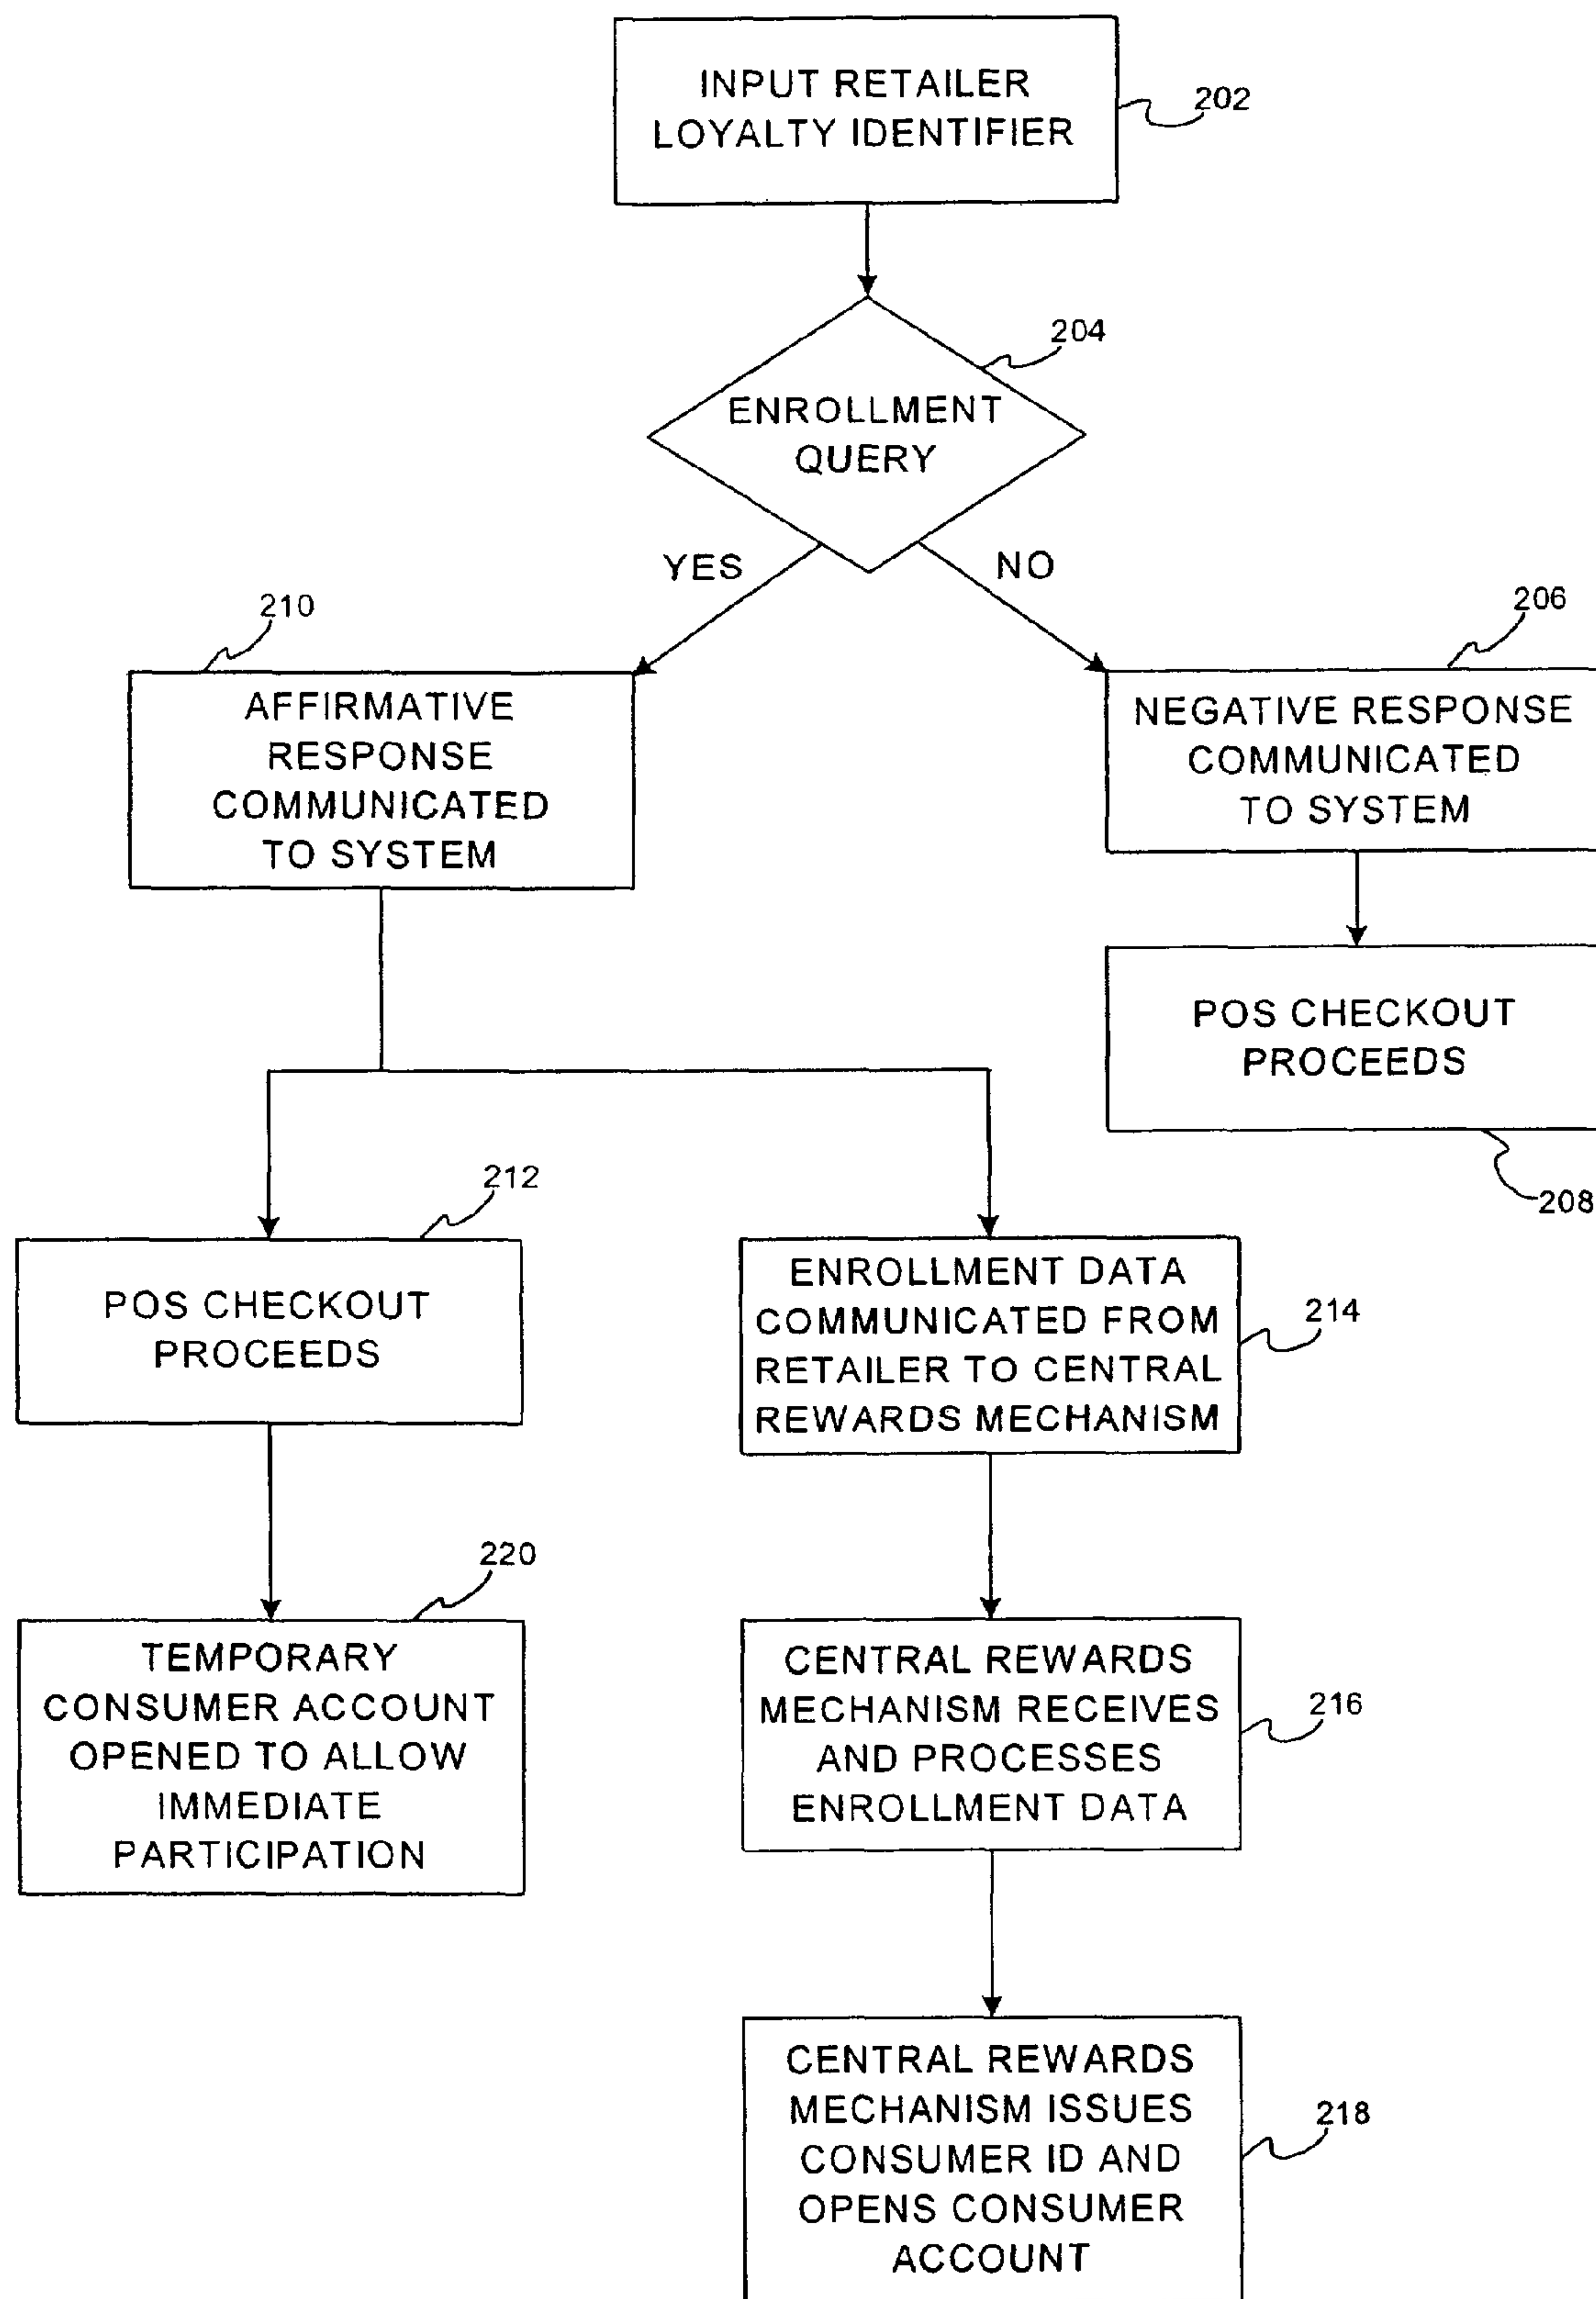 INPUT RETAILER
LOYALTY IDENTIFIER
202
204
ENROLLMENT
QUERY
YES
NO
210
206
AFFIRMATIVE
RESPONSE
COMMUNICATED
TO SYSTEM
NEGATIVE RESPONSE
COMMUNICATED
TO SYSTEM
POS CHECKOUT
PROCEEDS
208
212
POS CHECKOUT
PROCEEDS
ENROLLMENT DATA
COMMUNICATED FROM
RETAILER TO CENTRAL
REWARDS MECHANISM
214
220
TEMPORARY
CONSUMER ACCOUNT
OPENED TO ALLOW
IMMEDIATE
PARTICIPATION
CENTRAL REWARDS
MECHANISM RECEIVES
AND PROCESSES
ENROLLMENT DATA
216
CENTRAL REWARDS
MECHANISM ISSUES
CONSUMER ID AND
OPENS CONSUMER
ACCOUNT
218